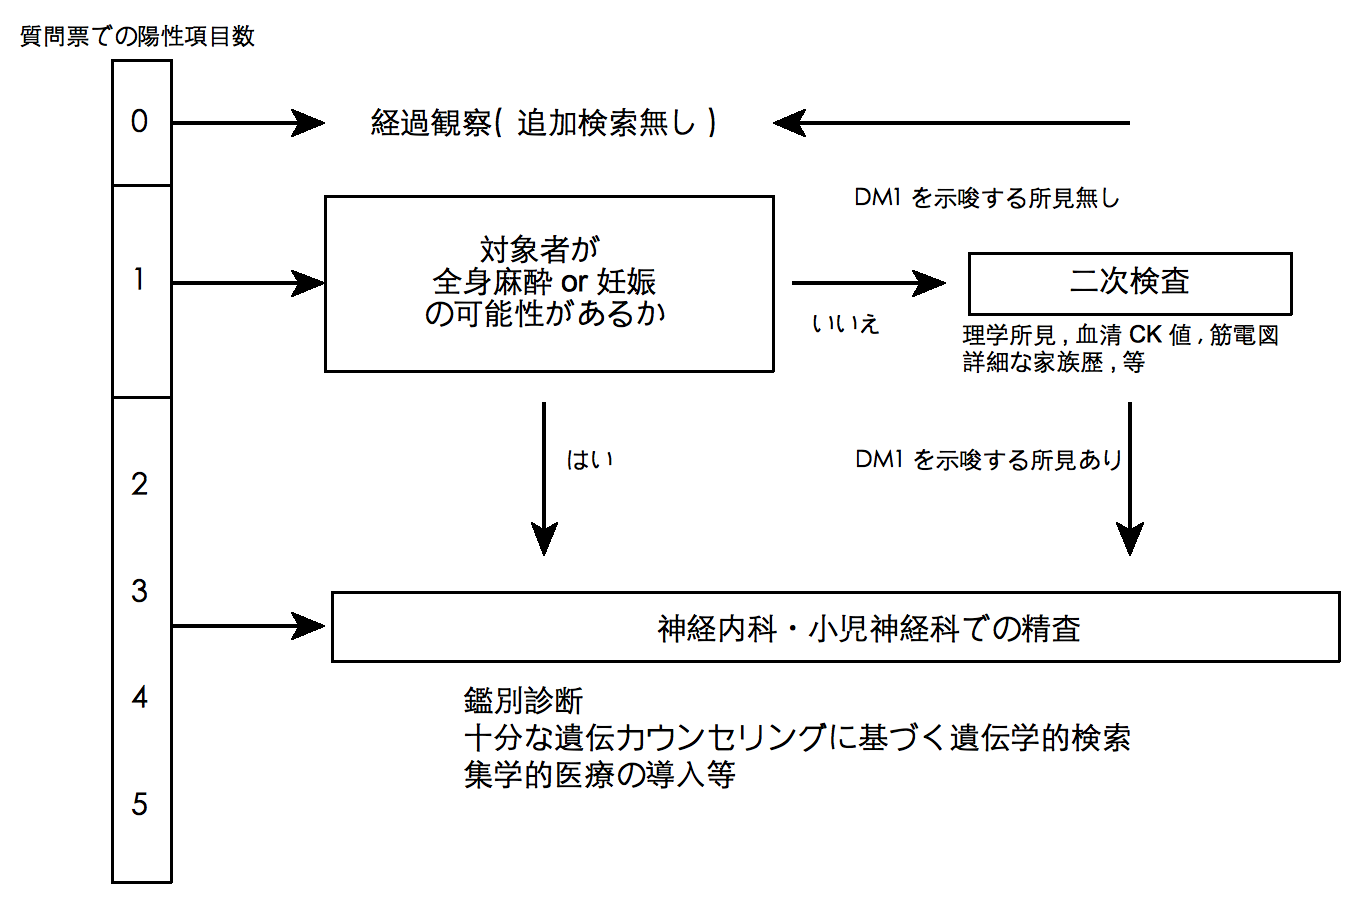 質問票での陽性項目数
0
経過観察( 追加検索無し )
DM1 を示唆する所見無し
1
対象者が
全身麻酔 or 妊娠
の可能性があるか
いいえ
二次検査
理学所見 , 血清 CK 値 , 筋電図
詳細な家族歴 , 等
はい
DM1 を示唆する所見あり
2
3
神経内科・小児神経科での精査
4
鑑別診断
十分な遺伝カウンセリングに基づく遺伝学的検索
集学的医療の導入等
5